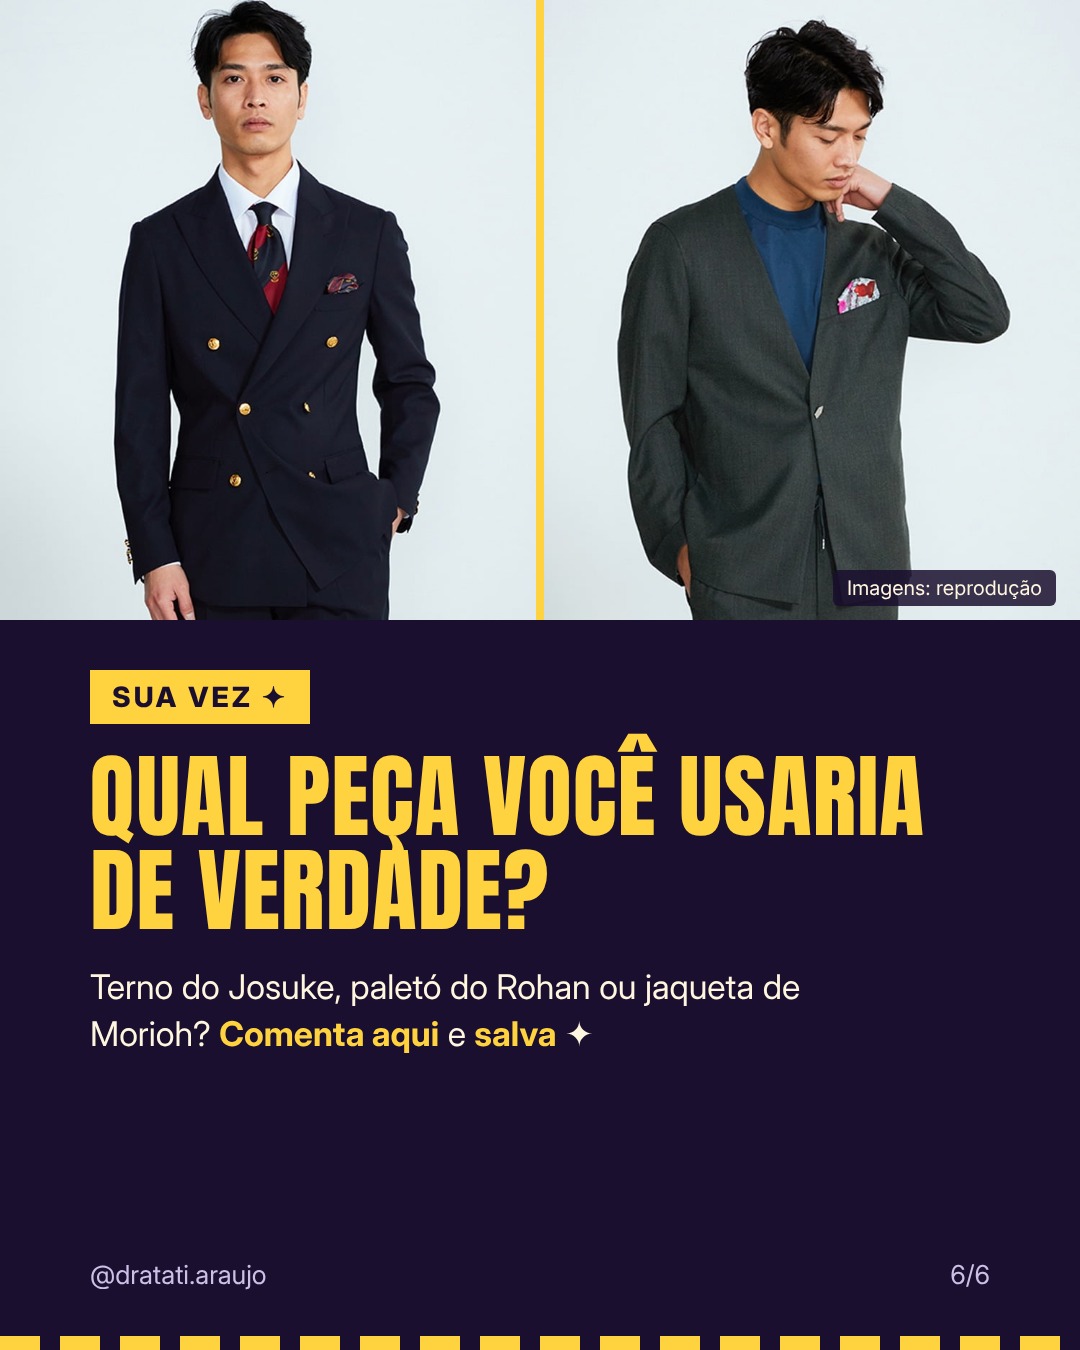 Imagens: reprodução
SUA VEZ ✦
QUAL PEÇA VOCÊ USARIA
DE VERDADE?
Terno do Josuke, paletó do Rohan ou jaqueta de
Morioh? Comenta aqui e salva ✦
@dratati.araujo
6/6